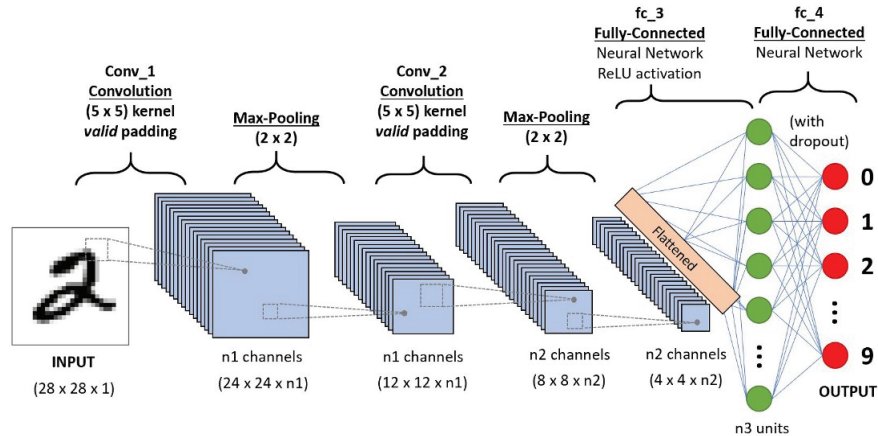 Conv_1
Convolution
(5 x 5) kernel
valid padding
Max-Pooling
(2 x 2)
Conv_2
Convolution
(5 x 5) kernel
valid padding
Max-Pooling
(2 x 2)
fc_3
Fully-Connected
Neural Network
ReLU activation
fc_4
Fully-Connected
Neural Network
(with
dropout)
Flattened
0
1
2
9
OUTPUT
2
INPUT
(28 x 28 x 1)
n1 channels
(24 x 24 x n1)
n1 channels
(12 x 12 x n1)
n2 channels
(8 x 8 x n2)
n2 channels
(4 x 4 x n2)
n3 units